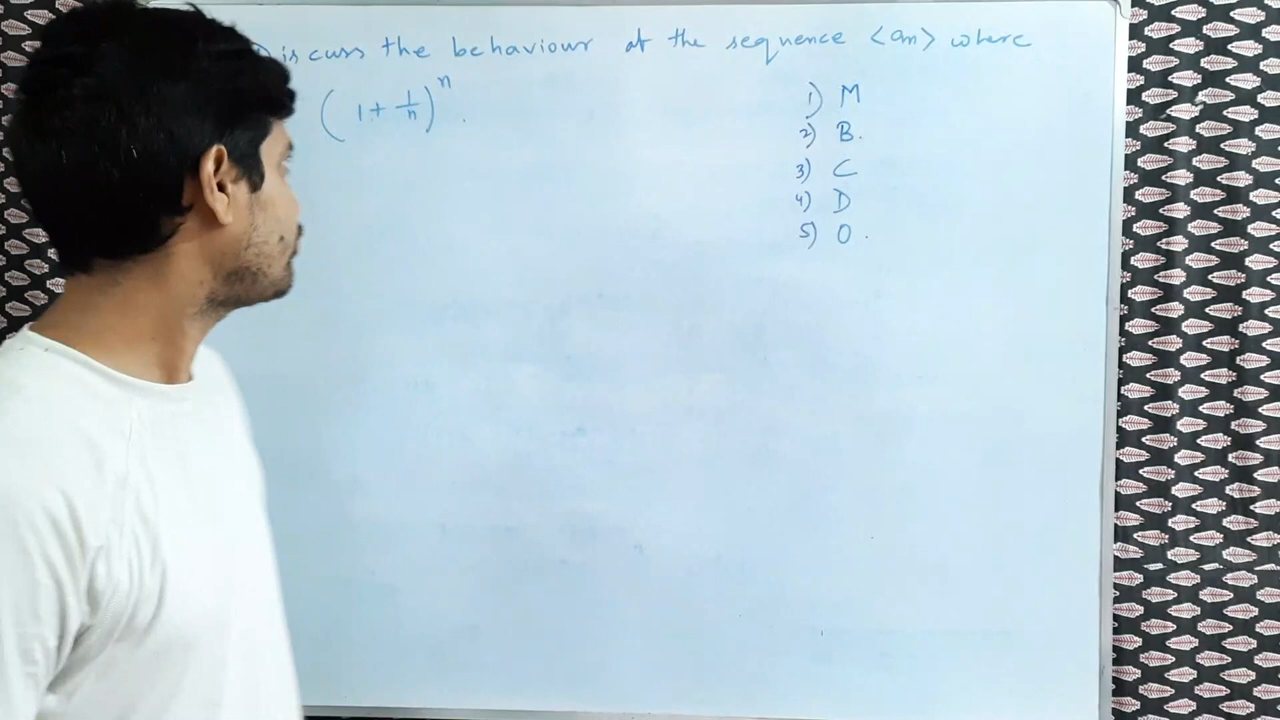 iscuss the behaviour of the sequence <an> where
(1 + 1/n)^n .
1) M
2) B.
3) C
4) D
5) O.